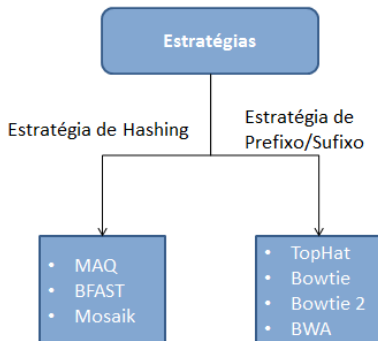 Estratégias
Estratégia de Hashing
Estratégia de
Prefixo/Sufixo
• MAQ
• BFAST
• Mosaik
• TopHat
• Bowtie
• Bowtie 2
• BWA